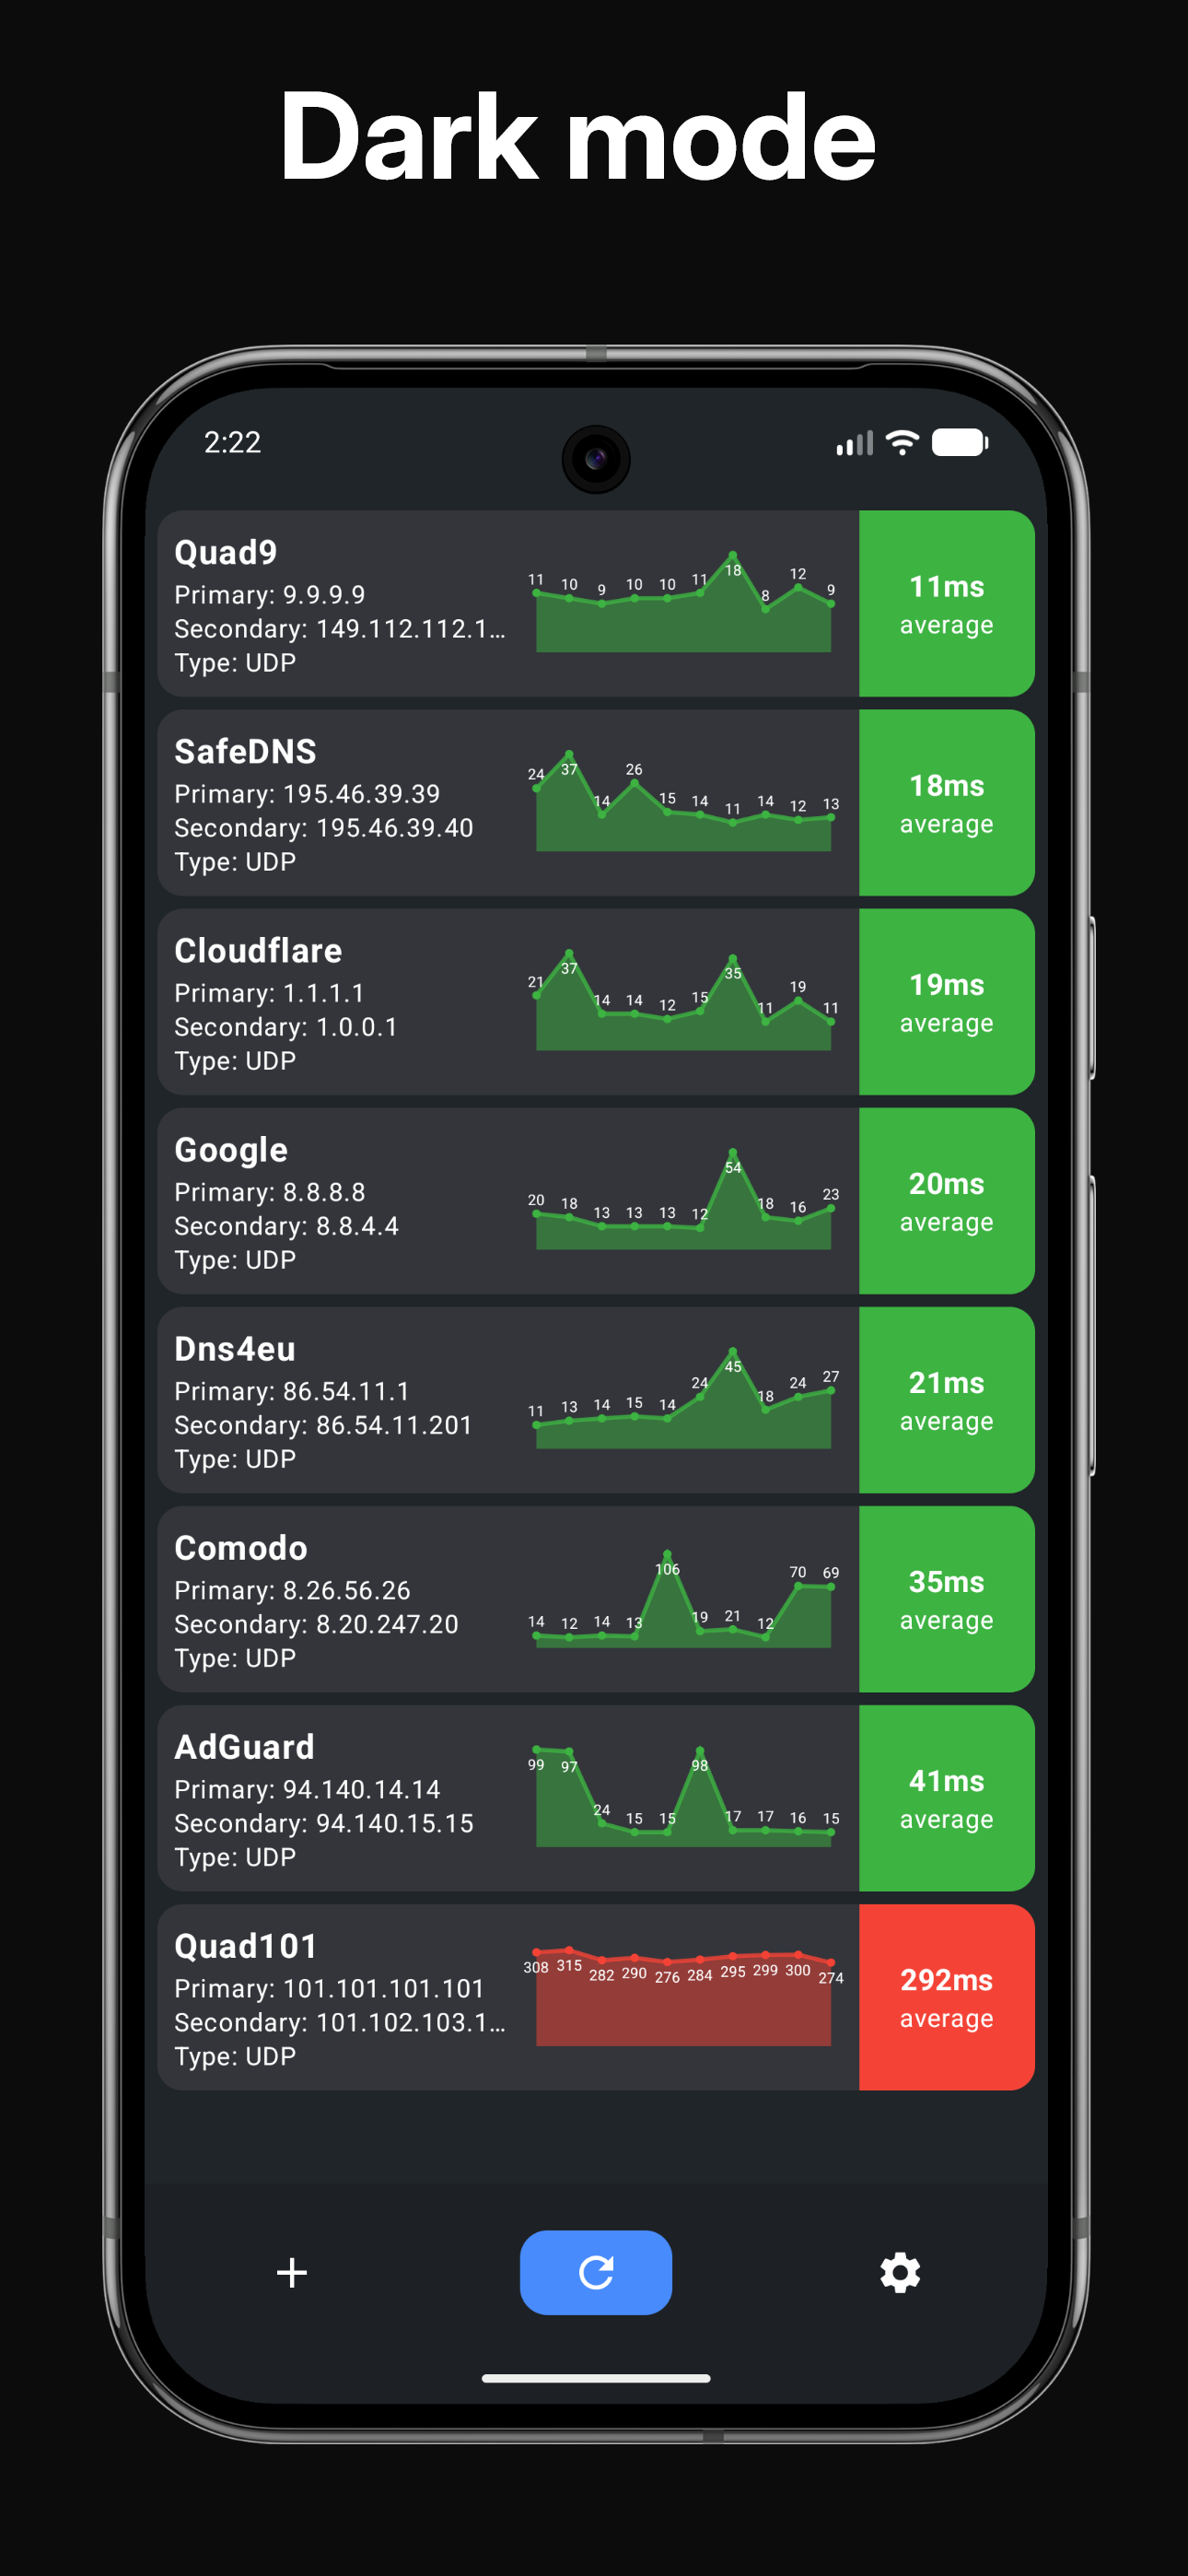 Dark mode
2:22
Quad9
Primary: 9.9.9.9
Secondary: 149.112.112.1...
Type: UDP
11 10 9 10 10 11 18 8 12 9
11ms
average
SafeDNS
Primary: 195.46.39.39
Secondary: 195.46.39.40
Type: UDP
24 37 14 26 15 14 11 14 12 13
18ms
average
Cloudflare
Primary: 1.1.1.1
Secondary: 1.0.0.1
Type: UDP
21 37 14 14 12 15 35 11 19 11
19ms
average
Google
Primary: 8.8.8.8
Secondary: 8.8.4.4
Type: UDP
20 18 13 13 13 12 54 18 16 23
20ms
average
Dns4eu
Primary: 86.54.11.1
Secondary: 86.54.11.201
Type: UDP
11 13 14 15 14 24 45 18 24 27
21ms
average
Comodo
Primary: 8.26.56.26
Secondary: 8.20.247.20
Type: UDP
14 12 14 13 106 19 21 12 70 69
35ms
average
AdGuard
Primary: 94.140.14.14
Secondary: 94.140.15.15
Type: UDP
99 97 24 15 15 98 17 17 16 15
41ms
average
Quad101
Primary: 101.101.101.101
Secondary: 101.102.103.1...
Type: UDP
308 315 282 290 276 284 295 299 300 274
292ms
average